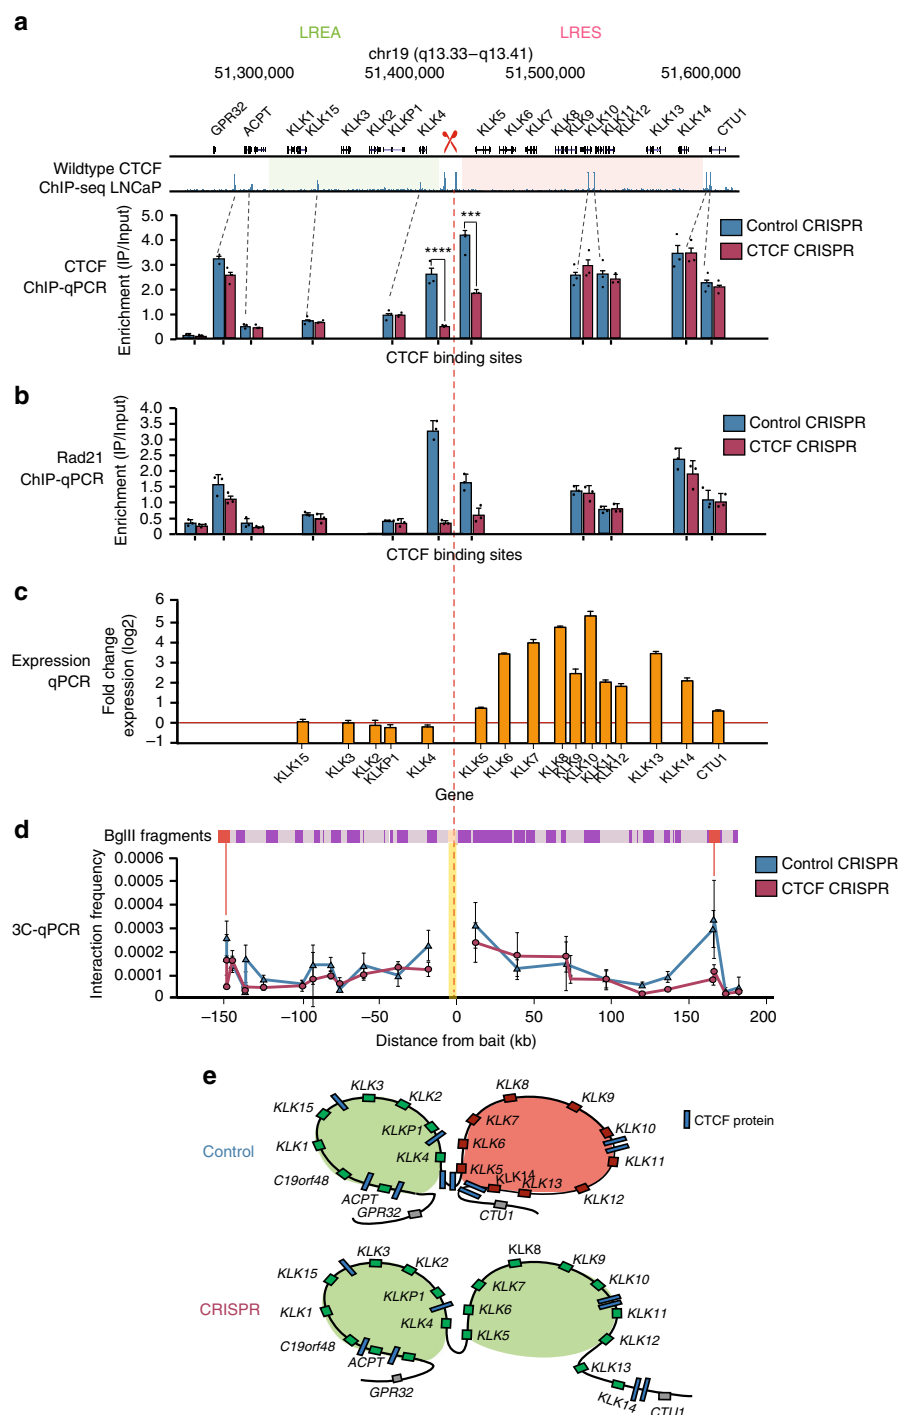 a
LREA
LRES
chr19 (q13.33–q13.41)
51,300,000
51,400,000
51,500,000
51,600,000
GPR32
ACPT
KLK1
KLK15
KLK3
KLK2
KLKP1
KLK4
KLK5
KLK6
KLK7
KLK8
KLK9
KLK10
KLK11
KLK12
KLK13
KLK14
CTU1
Wildtype CTCF
ChIP-seq LNCaP
CTCF
ChIP-qPCR
Enrichment (IP/Input)
5.0
4.0
3.0
2.0
1.0
0
****
***
Control CRISPR
CTCF CRISPR
CTCF binding sites
b
Rad21
ChIP-qPCR
Enrichment (IP/Input)
4.0
3.5
3.0
2.5
2.0
1.5
1.0
0.5
0
Control CRISPR
CTCF CRISPR
CTCF binding sites
c
Expression
qPCR
Fold change
expression (log2)
6
5
4
3
2
1
0
−1
KLK15
KLK3
KLK2
KLKP1
KLK4
KLK5
KLK6
KLK7
KLK8
KLK9
KLK10
KLK11
KLK12
KLK13
KLK14
CTU1
Gene
d
BglII fragments
3C-qPCR
Interaction frequency
0.0006
0.0005
0.0004
0.0003
0.0002
0.0001
0
Control CRISPR
CTCF CRISPR
−150
−100
−50
0
50
100
150
200
Distance from bait (kb)
e
Control
KLK3
KLK2
KLK15
KLKP1
KLK1
KLK4
C19orf48
ACPT
GPR32
KLK8
KLK9
KLK7
KLK10
KLK6
KLK11
KLK5
KLK14
KLK13
KLK12
CTU1
CTCF protein
CRISPR
KLK3
KLK2
KLK15
KLKP1
KLK1
KLK4
C19orf48
ACPT
GPR32
KLK8
KLK9
KLK7
KLK10
KLK6
KLK11
KLK5
KLK12
KLK13
KLK14
CTU1